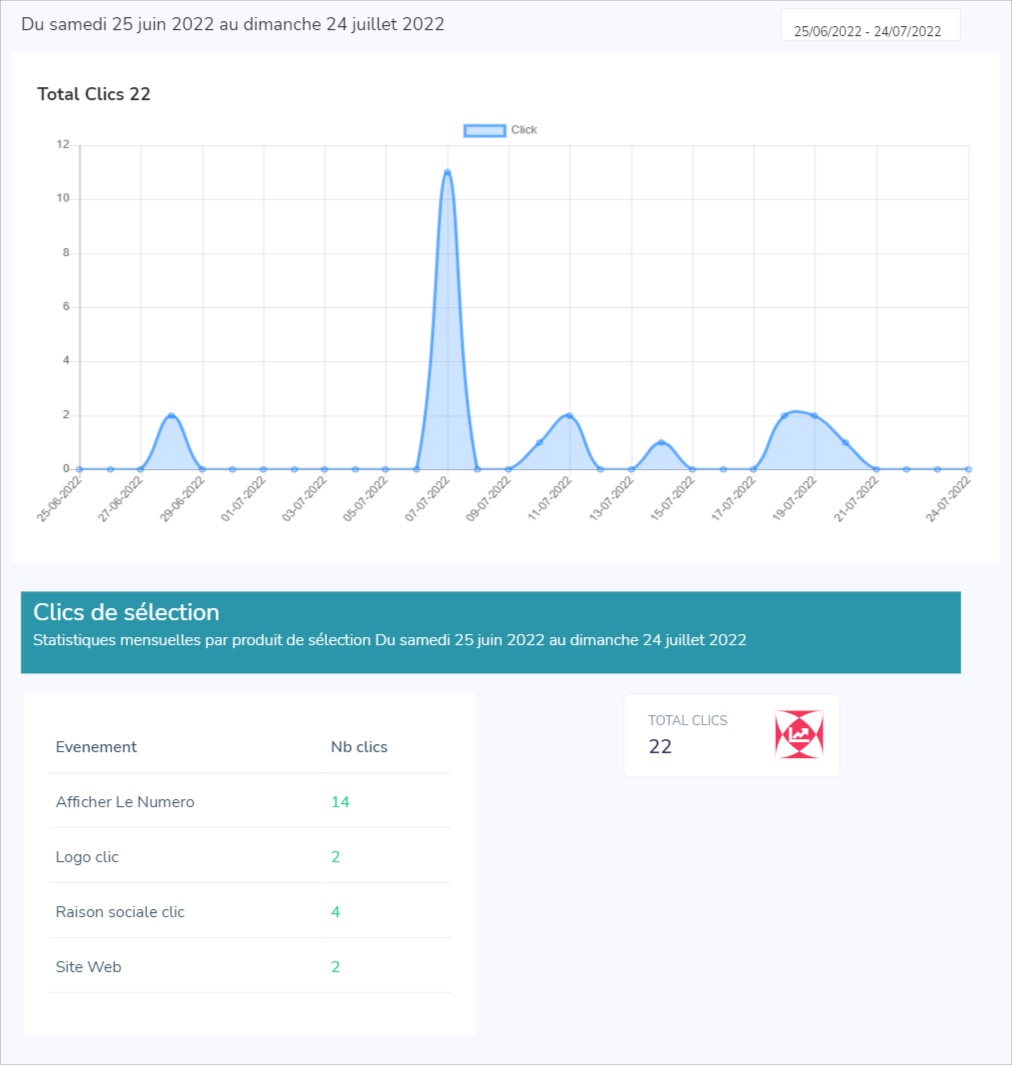 Du samedi 25 juin 2022 au dimanche 24 juillet 2022
25/06/2022 - 24/07/2022
Total Clics 22
Click
12
10
8
6
4
2
0
25-06-2022 27-06-2022 29-06-2022 01-07-2022 03-07-2022 05-07-2022 07-07-2022 09-07-2022 11-07-2022 13-07-2022 15-07-2022 17-07-2022 19-07-2022 21-07-2022 24-07-2022
Clics de sélection
Statistiques mensuelles par produit de sélection Du samedi 25 juin 2022 au dimanche 24 juillet 2022
Evenement Nb clics
Afficher Le Numero 14
Logo clic 2
Raison sociale clic 4
Site Web 2
TOTAL CLICS
22